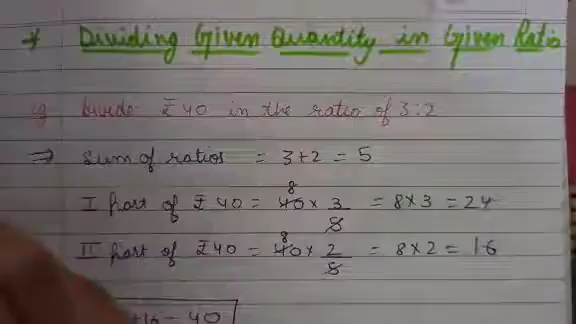 * Dividing Given Quantity in Given Ratio
eg Divide ₹40 in the ratio of 3:2
⇒ Sum of ratios = 3+2 = 5
I part of ₹40 = 40 × 3/5 = 8×3 = 24
8
II part of ₹40 = 40 × 2/5 = 8×2 = 16
8
+16 = 40